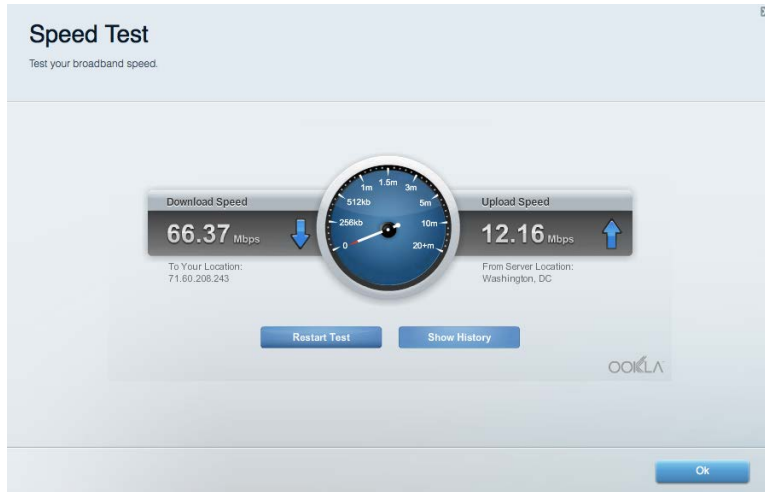 Speed Test
Test your broadband speed.
Download Speed
66.37 Mbps
To Your Location:
71.60.208.243
0
256kb
512kb
1m
1.5m
3m
5m
10m
20+m
Upload Speed
12.16 Mbps
From Server Location:
Washington, DC
Restart Test
Show History
OOKLA
Ok